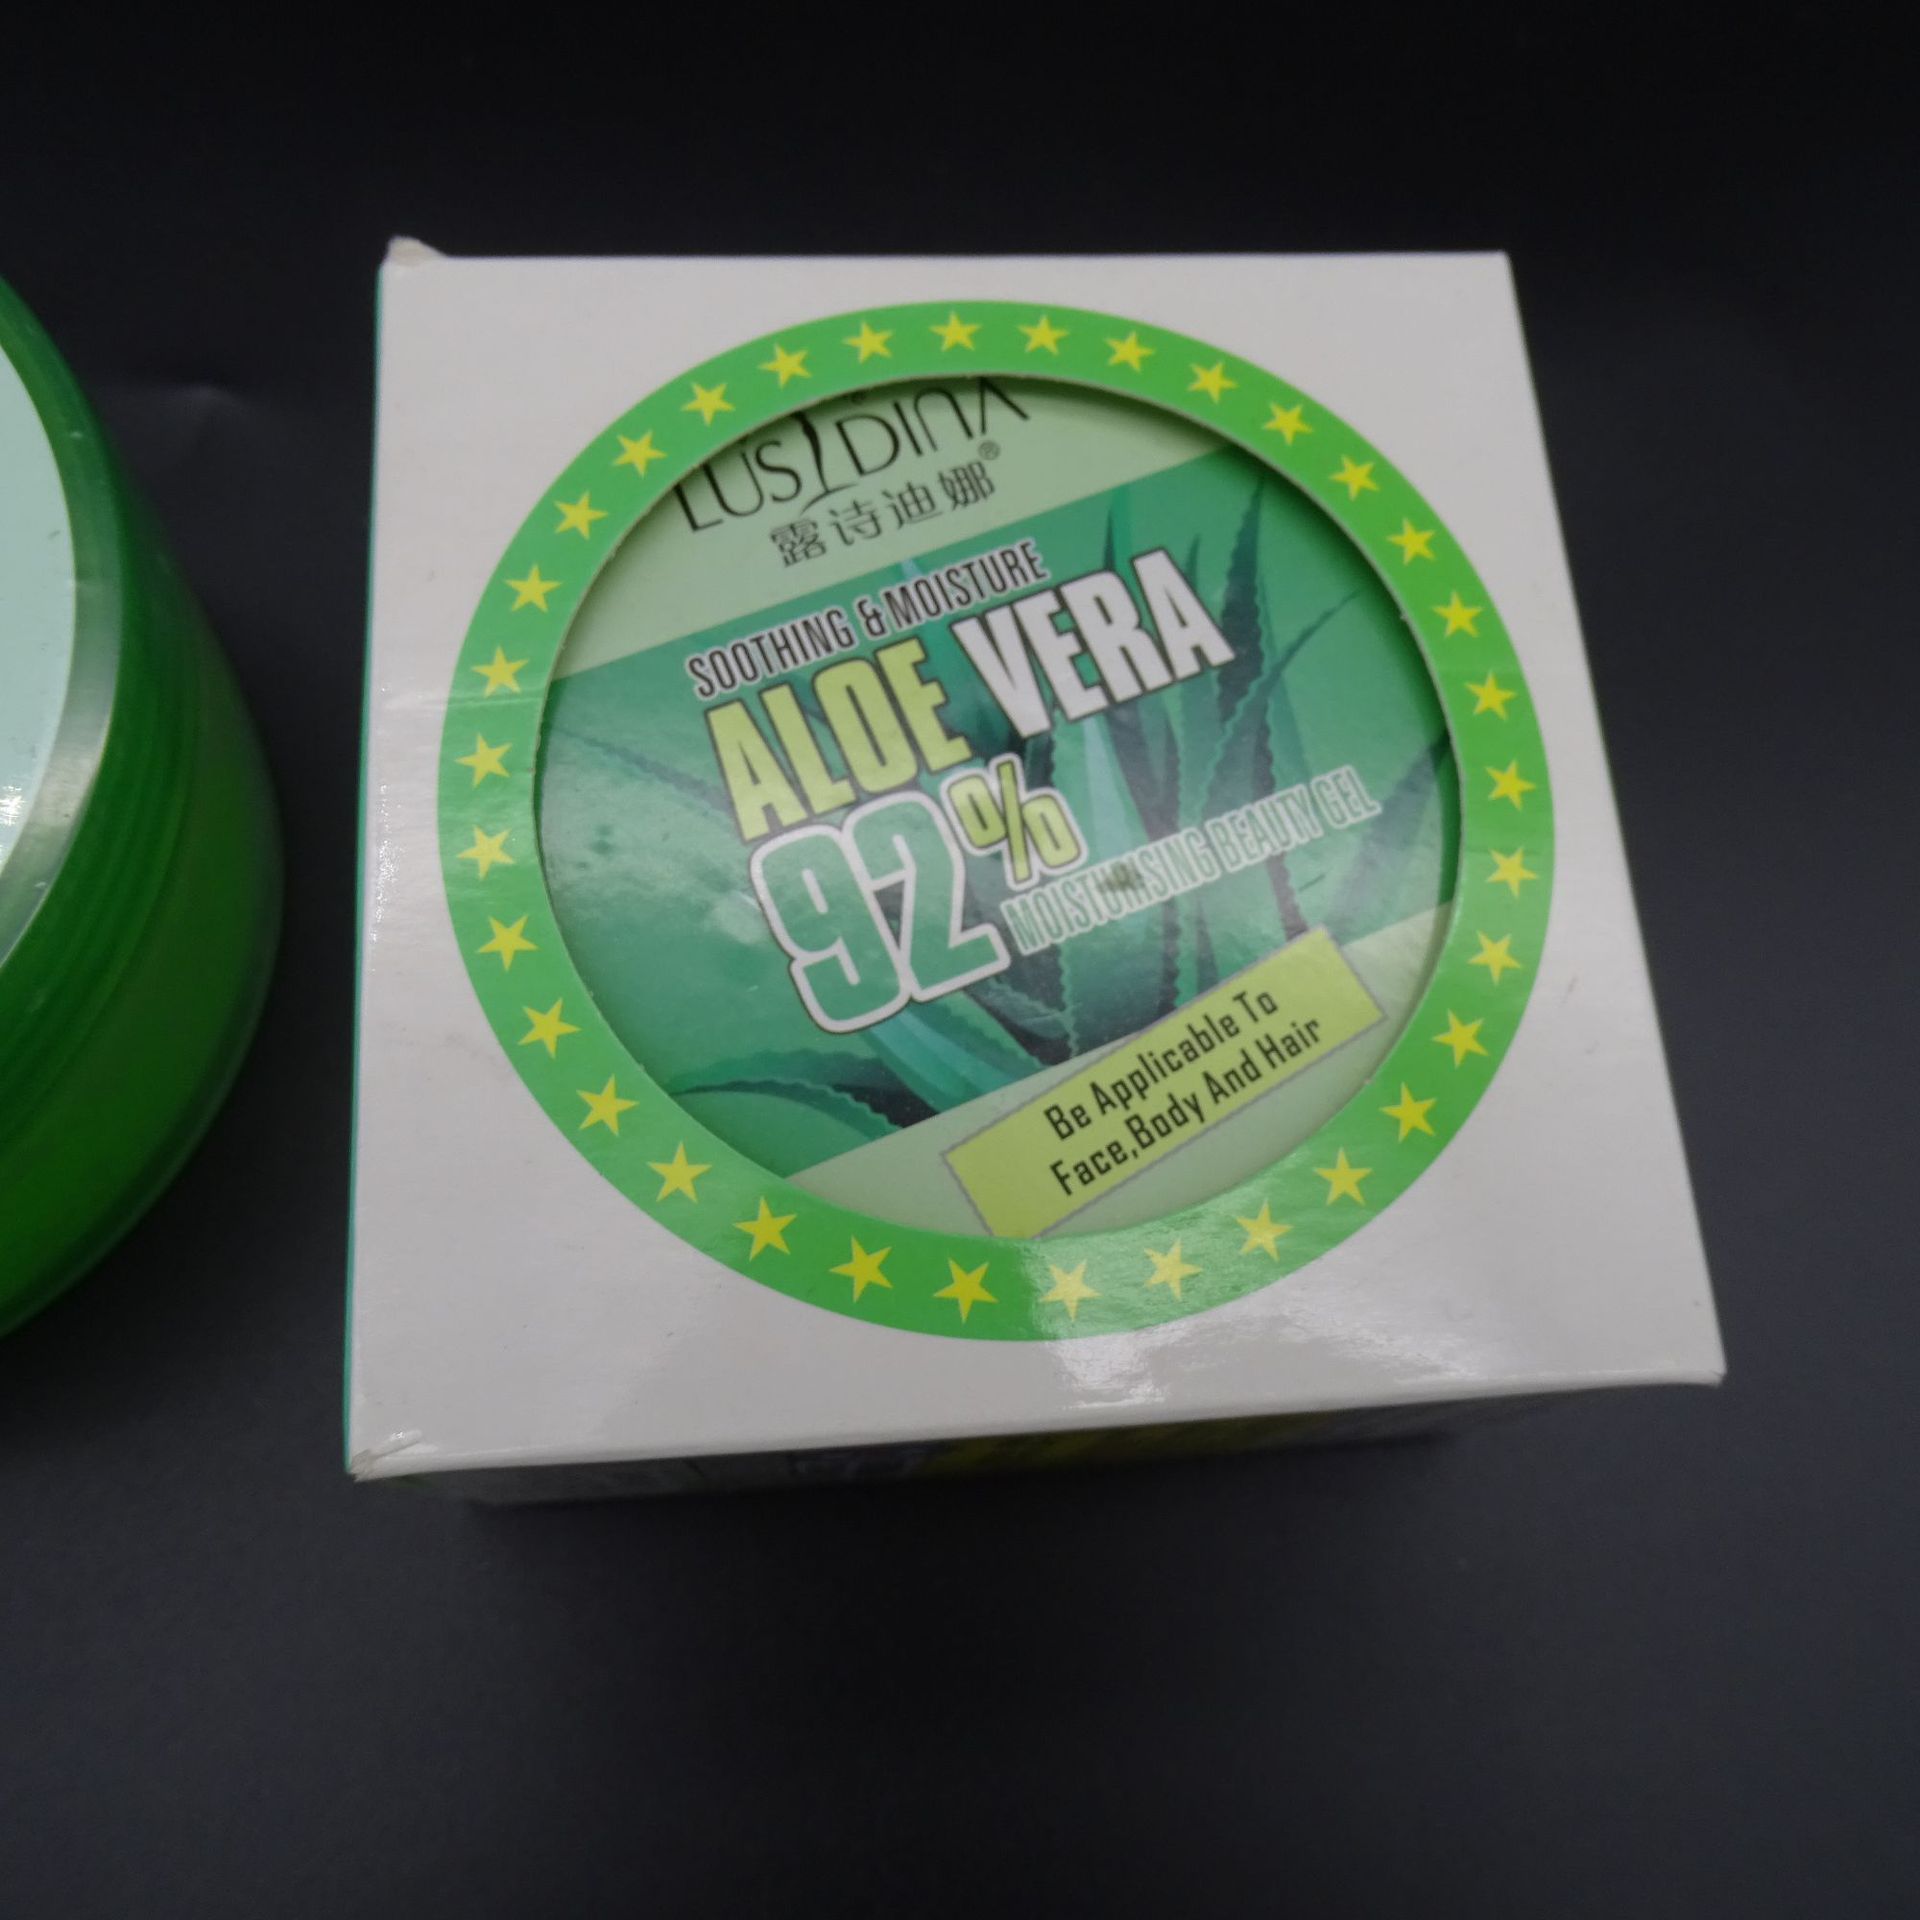 LUSIDINA
露诗迪娜®
SOOTHING & MOISTURE
ALOE VERA
92%
MOISTURISING BEAUTY GEL
Be Applicable To
Face,Body And Hair